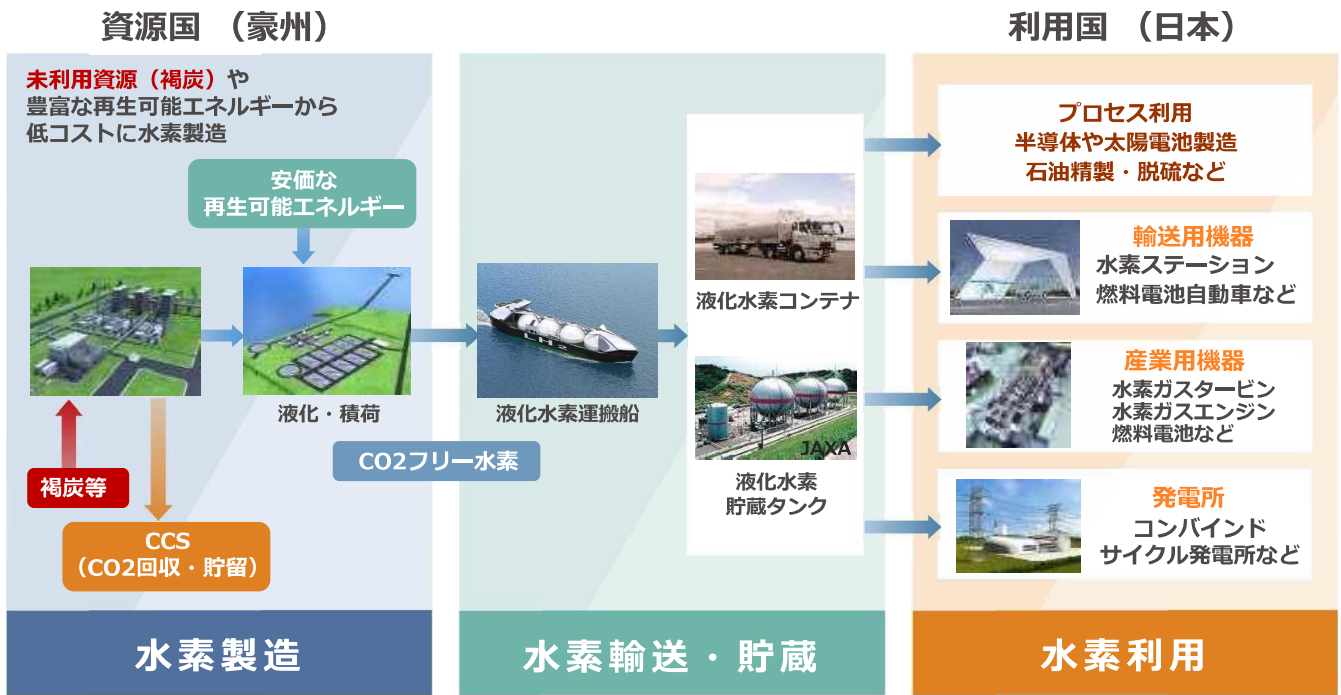 資源国 （豪州）
未利用資源（褐炭）や
豊富な再生可能エネルギーから
低コストに水素製造
安価な
再生可能エネルギー
液化・積荷
褐炭等
CCS
（CO2回収・貯留）
CO2フリー水素
水素製造
LH2
液化水素運搬船
液化水素コンテナ
JAXA
液化水素
貯蔵タンク
水素輸送・貯蔵
利用国 （日本）
プロセス利用
半導体や太陽電池製造
石油精製・脱硫など
輸送用機器
水素ステーション
燃料電池自動車など
産業用機器
水素ガスタービン
水素ガスエンジン
燃料電池など
発電所
コンバインド
サイクル発電所など
水素利用